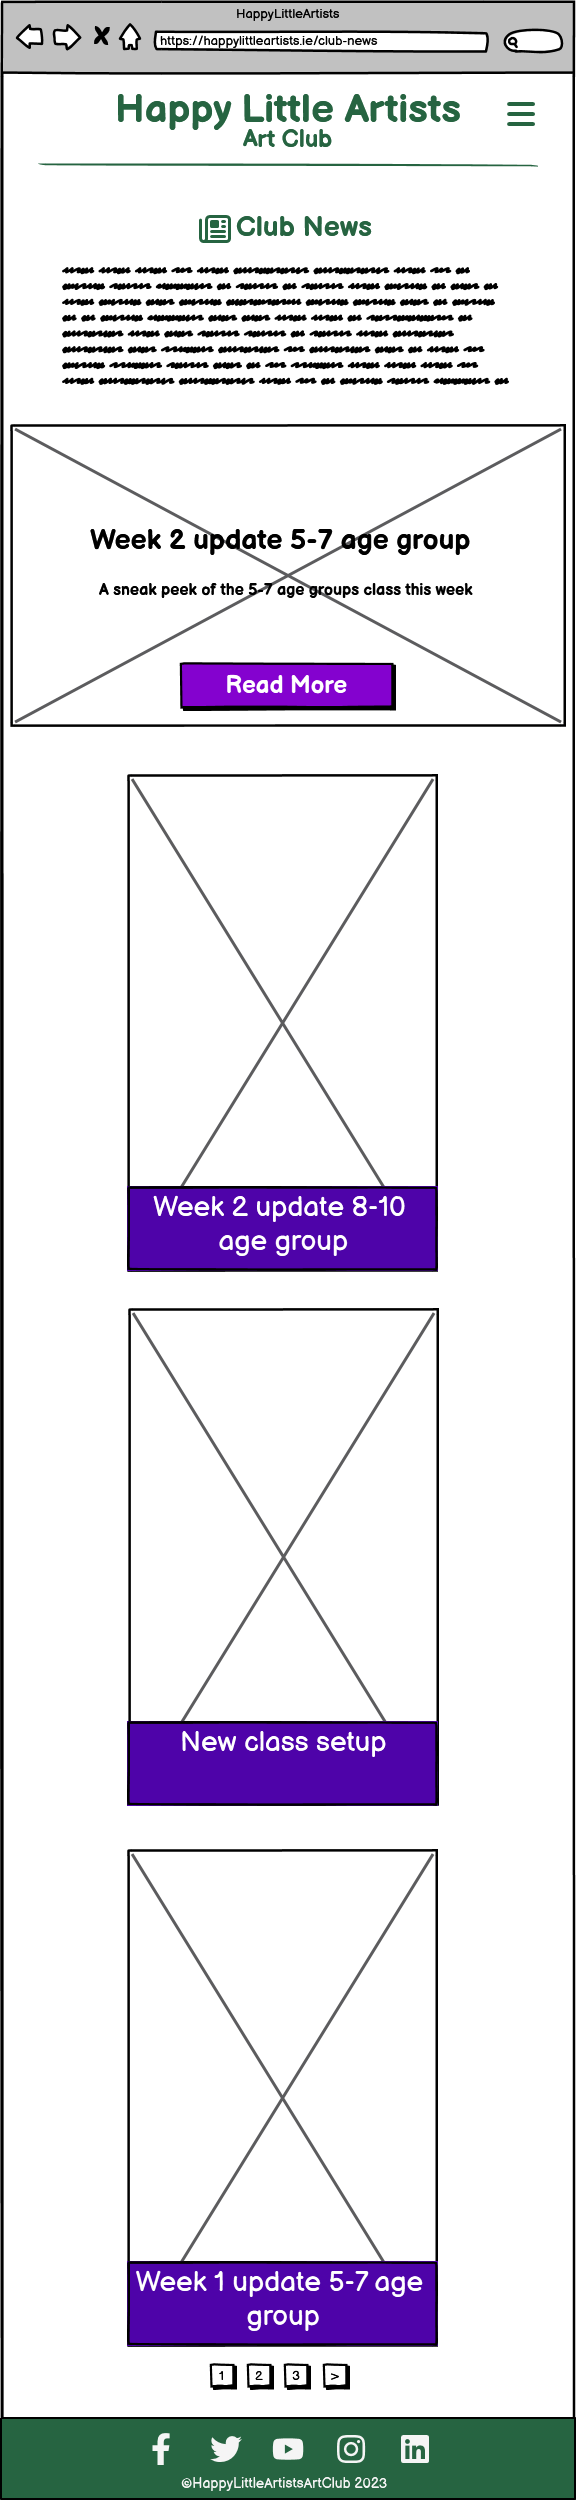 HappyLittleArtists
https://happylittleartists.ie/club-news
Happy Little Artists
Art Club
Club News
Week 2 update 5-7 age group
A sneak peek of the 5-7 age groups class this week
Read More
Week 2 update 8-10
age group
New class setup
Week 1 update 5-7 age
group
1 2 3 >
©HappyLittleArtistsArtClub 2023